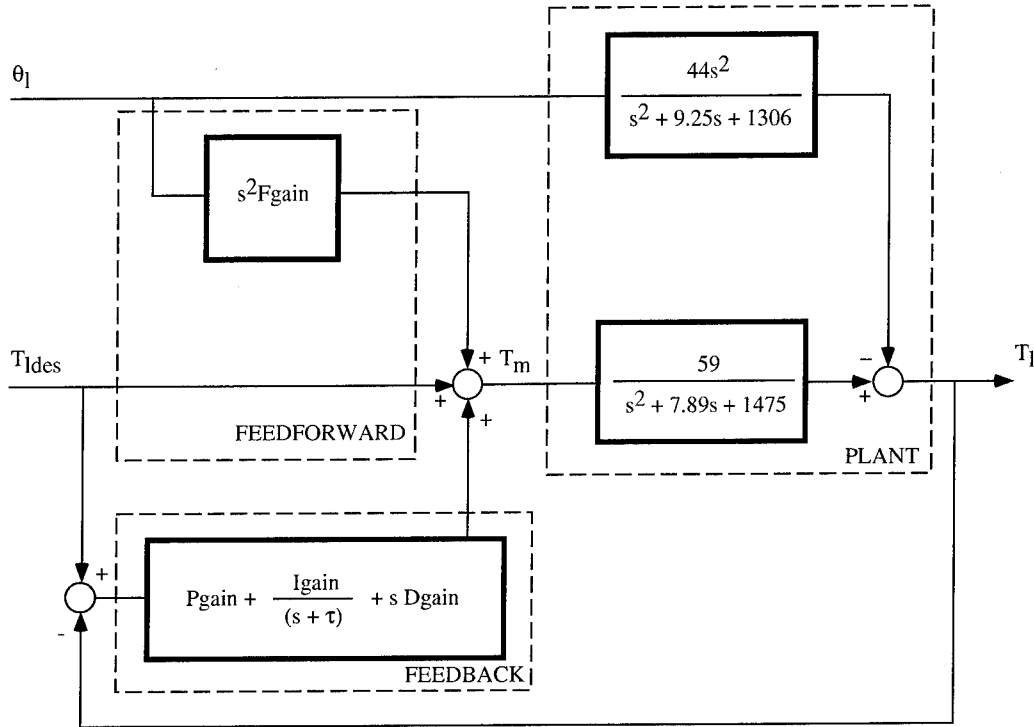 θl
44s²
s² + 9.25s + 1306
s²Fgain
Tldes
+
Tm
+
+
FEEDFORWARD
59
s² + 7.89s + 1475
−
+
Tl
PLANT
+
-
Pgain + Igain / (s + τ) + s Dgain
FEEDBACK